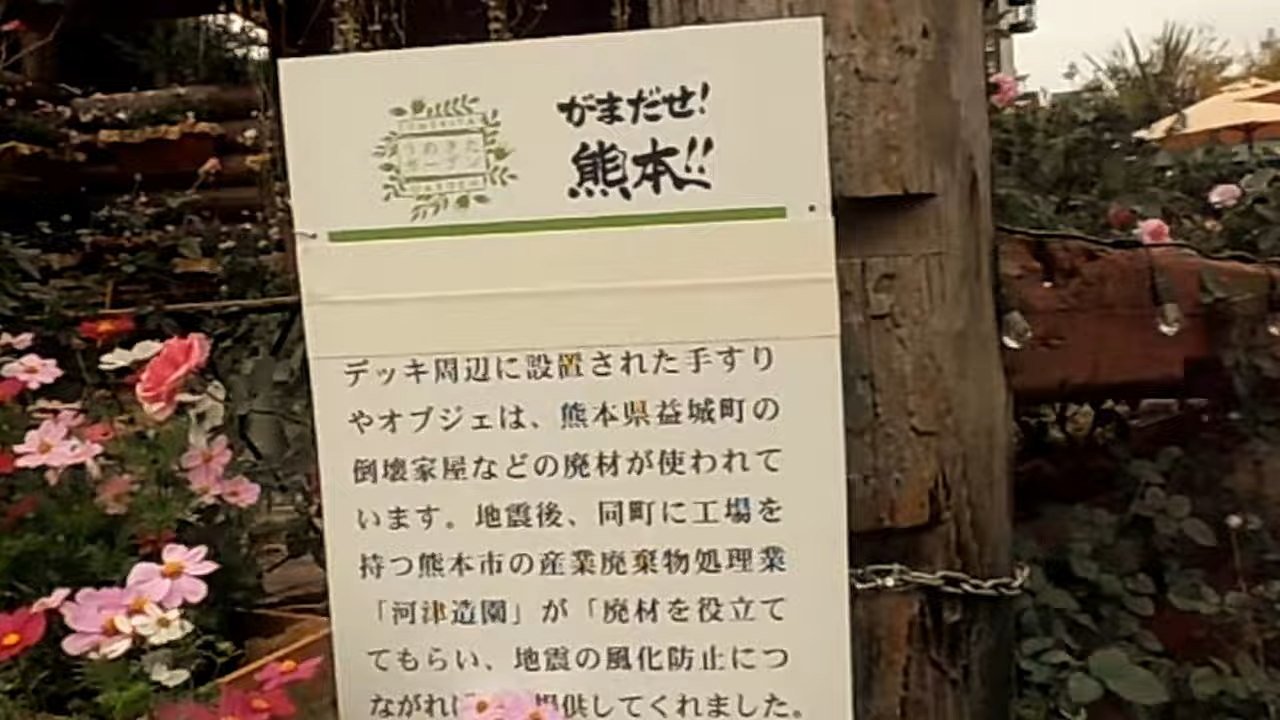 うめきた
ガーデン
GARDEN
がまだせ!
熊本!!
デッキ周辺に設置された手すり
やオブジェは、熊本県益城町の
倒壊家屋などの廃材が使われて
います。地震後、同町に工場を
持つ熊本市の産業廃棄物処理業
「河津造園」が「廃材を役立て
てもらい、地震の風化防止につ
ながれば 提供してくれました。